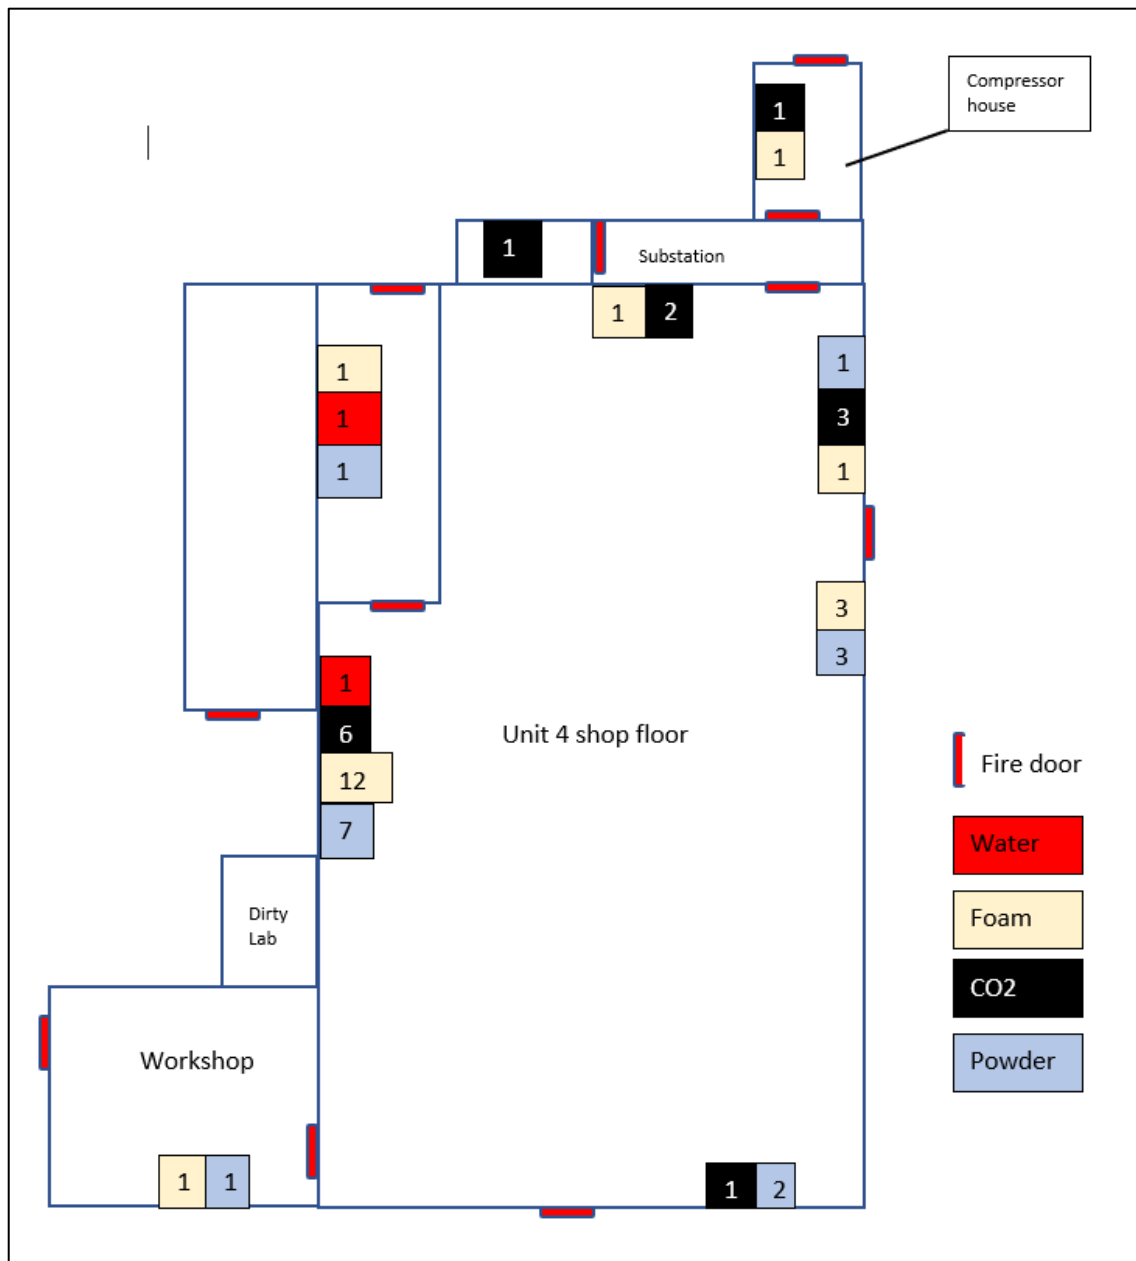 Compressor
house
1
1
1
Substation
1 2
1
1
3
1
1
1
1
3
3
1
6
12
7
Unit 4 shop floor
Fire door
Water
Foam
CO2
Powder
Dirty
Lab
Workshop
1 1
1 2